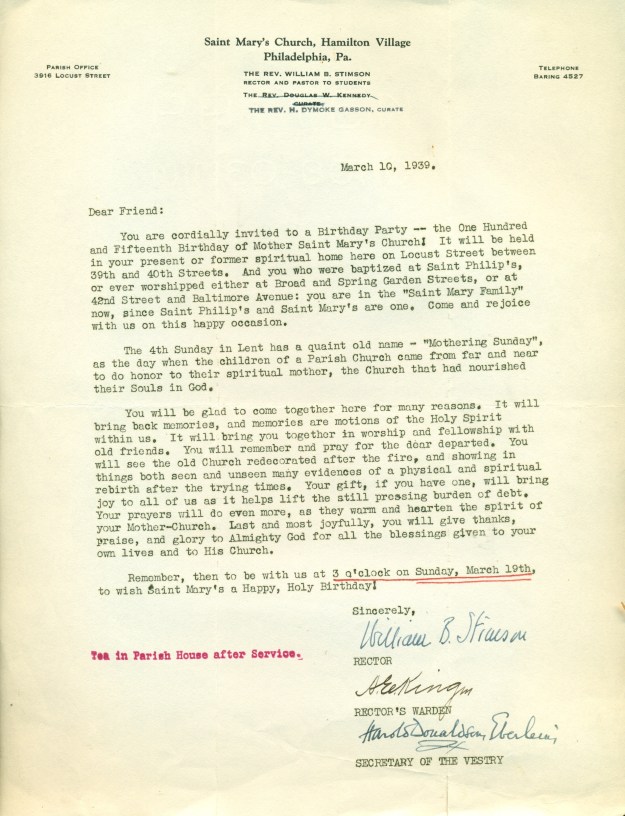 Saint Mary's Church, Hamilton Village
Philadelphia, Pa.
PARISH OFFICE
3916 LOCUST STREET
TELEPHONE
BARING 4527
THE REV. WILLIAM B. STIMSON
RECTOR AND PASTOR TO STUDENTS
THE REV. DOUGLAS W. KENNEDY
CURATE
THE REV. H. DYMOKE GASSON, CURATE
March 10, 1939.
Dear Friend:
You are cordially invited to a Birthday Party -- the One Hundred
and Fifteenth Birthday of Mother Saint Mary's Church! It will be held
in your present or former spiritual home here on Locust Street between
39th and 40th Streets. And you who were baptized at Saint Philip's,
or ever worshipped either at Broad and Spring Garden Streets, or at
42nd Street and Baltimore Avenue: you are in the "Saint Mary Family"
now, since Saint Philip's and Saint Mary's are one. Come and rejoice
with us on this happy occasion.
The 4th Sunday in Lent has a quaint old name - "Mothering Sunday",
as the day when the children of a Parish Church came from far and near
to do honor to their spiritual mother, the Church that had nourished
their Souls in God.
You will be glad to come together here for many reasons. It will
bring back memories, and memories are motions of the Holy Spirit
within us. It will bring you together in worship and fellowship with
old friends. You will remember and pray for the dear departed. You
will see the old Church redecorated after the fire, and showing in
things both seen and unseen many evidences of a physical and spiritual
rebirth after the trying times. Your gift, if you have one, will bring
joy to all of us as it helps lift the still pressing burden of debt.
Your prayers will do even more, as they warm and hearten the spirit of
your Mother-Church. Last and most joyfully, you will give thanks,
praise, and glory to Almighty God for all the blessings given to your
own lives and to His Church.
Remember, then to be with us at 3 o'clock on Sunday, March 19th,
to wish Saint Mary's a Happy, Holy Birthday!
Sincerely,
William B. Stimson
RECTOR
Tea in Parish House after Service.
RECTOR'S WARDEN
Harold Donaldson Eberlein
SECRETARY OF THE VESTRY